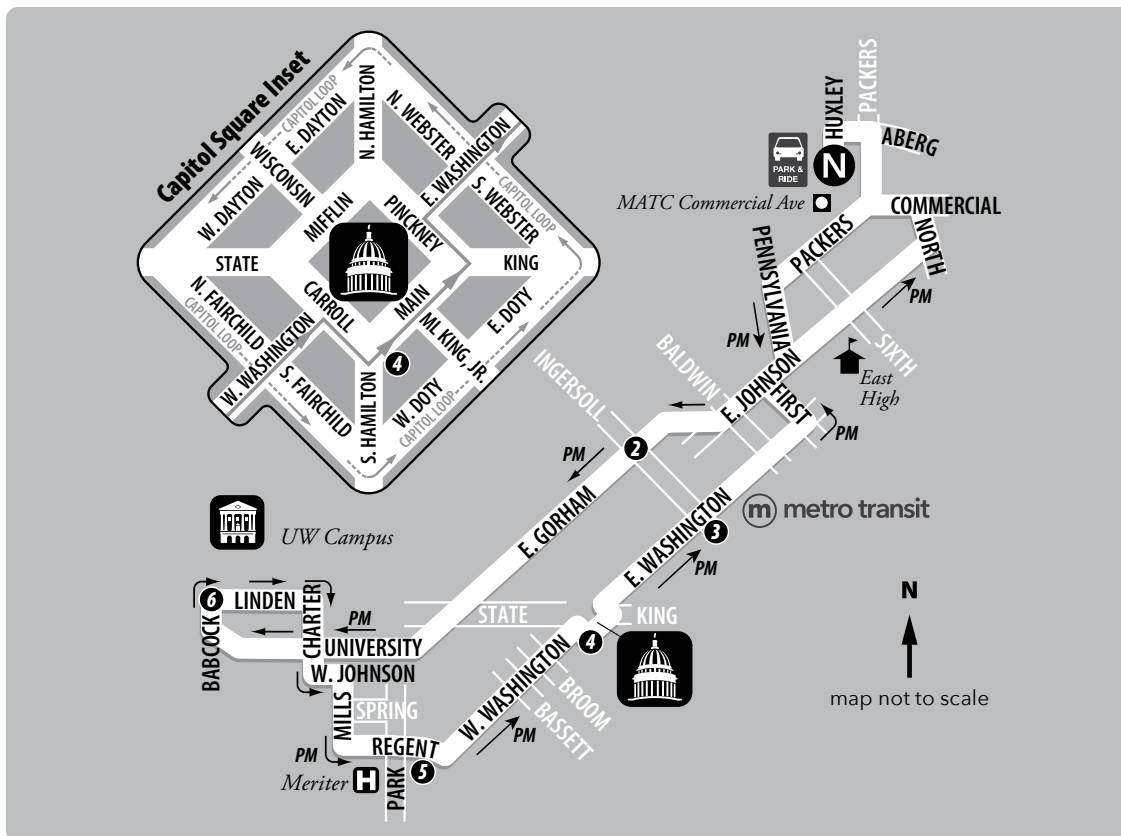 Capitol Square Inset
CAPITOL LOOP
E. DAYTON
N. HAMILTON
N. WEBSTER
E. WASHINGTON
WISCONSIN
W. DAYTON
MIFFLIN
PINCKNEY
S. WEBSTER
CAPITOL LOOP
STATE
KING
N. FAIRCHILD
CAPITOL LOOP
CARROLL
MAIN
E. DOTY
ML KING, JR.
W. WASHINGTON
4
S. FAIRCHILD
S. HAMILTON
W. DOTY
CAPITOL LOOP
HUXLEY
PACKERS
ABERG
PARK &
RIDE
N
MATC Commercial Ave
COMMERCIAL
PENNSYLVANIA
PACKERS
NORTH
PM
PM
SIXTH
INGERSOLL
BALDWIN
E. JOHNSON
FIRST
East
High
PM
2
PM
E. GORHAM
E. WASHINGTON
m metro transit
3
PM
UW Campus
N
6
LINDEN
CHARTER
PM
STATE
KING
BABCOCK
UNIVERSITY
4
W. JOHNSON
W. WASHINGTON
BROOM
BASSETT
map not to scale
MILLS
SPRING
PM
PM
REGENT
5
Meriter H
PARK